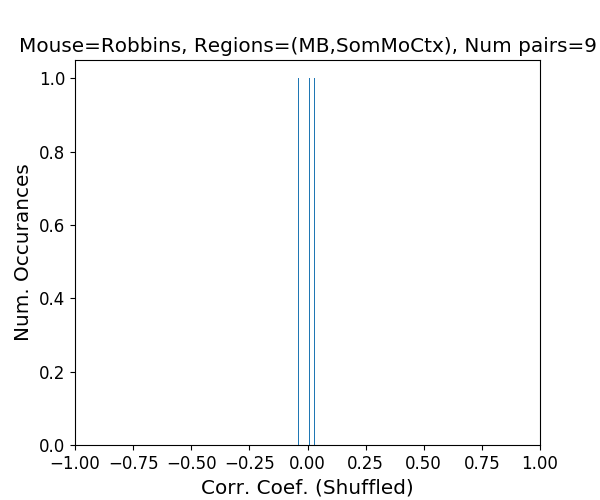 Mouse=Robbins, Regions=(MB,SomMoCtx), Num pairs=9
1.0
0.8
0.6
0.4
0.2
0.0
Num. Occurances
−1.00 −0.75 −0.50 −0.25 0.00 0.25 0.50 0.75 1.00
Corr. Coef. (Shuffled)